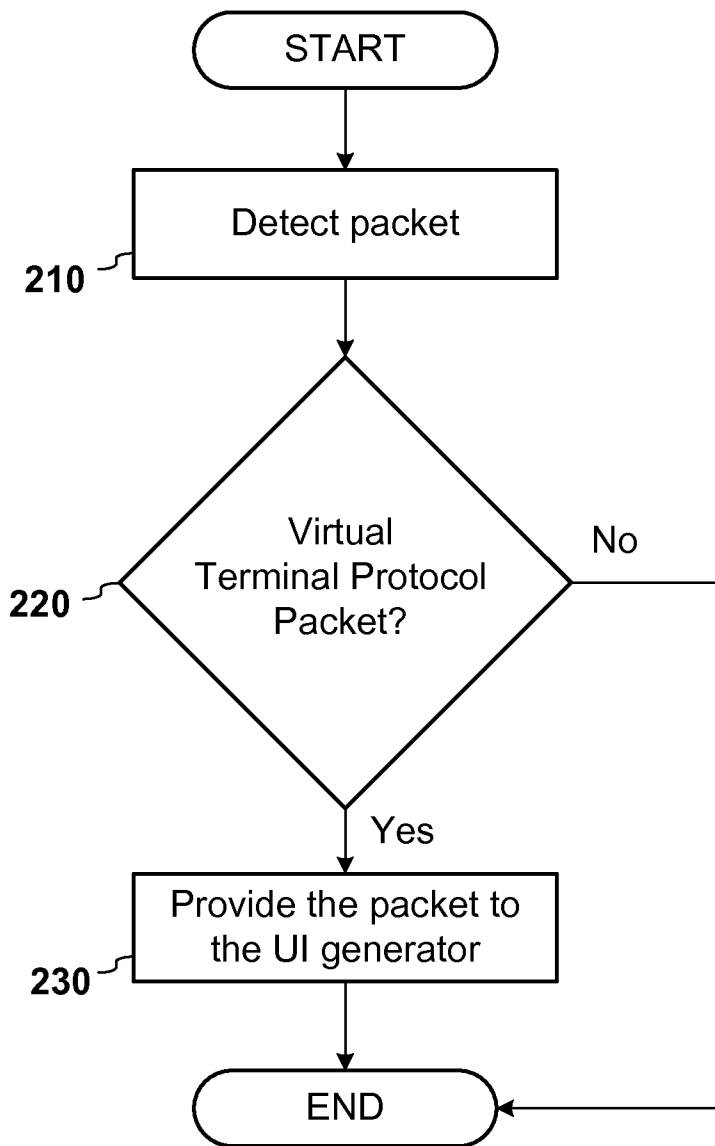 START
Detect packet
210
Virtual
Terminal Protocol
Packet?
No
220
Yes
Provide the packet to
the UI generator
230
END